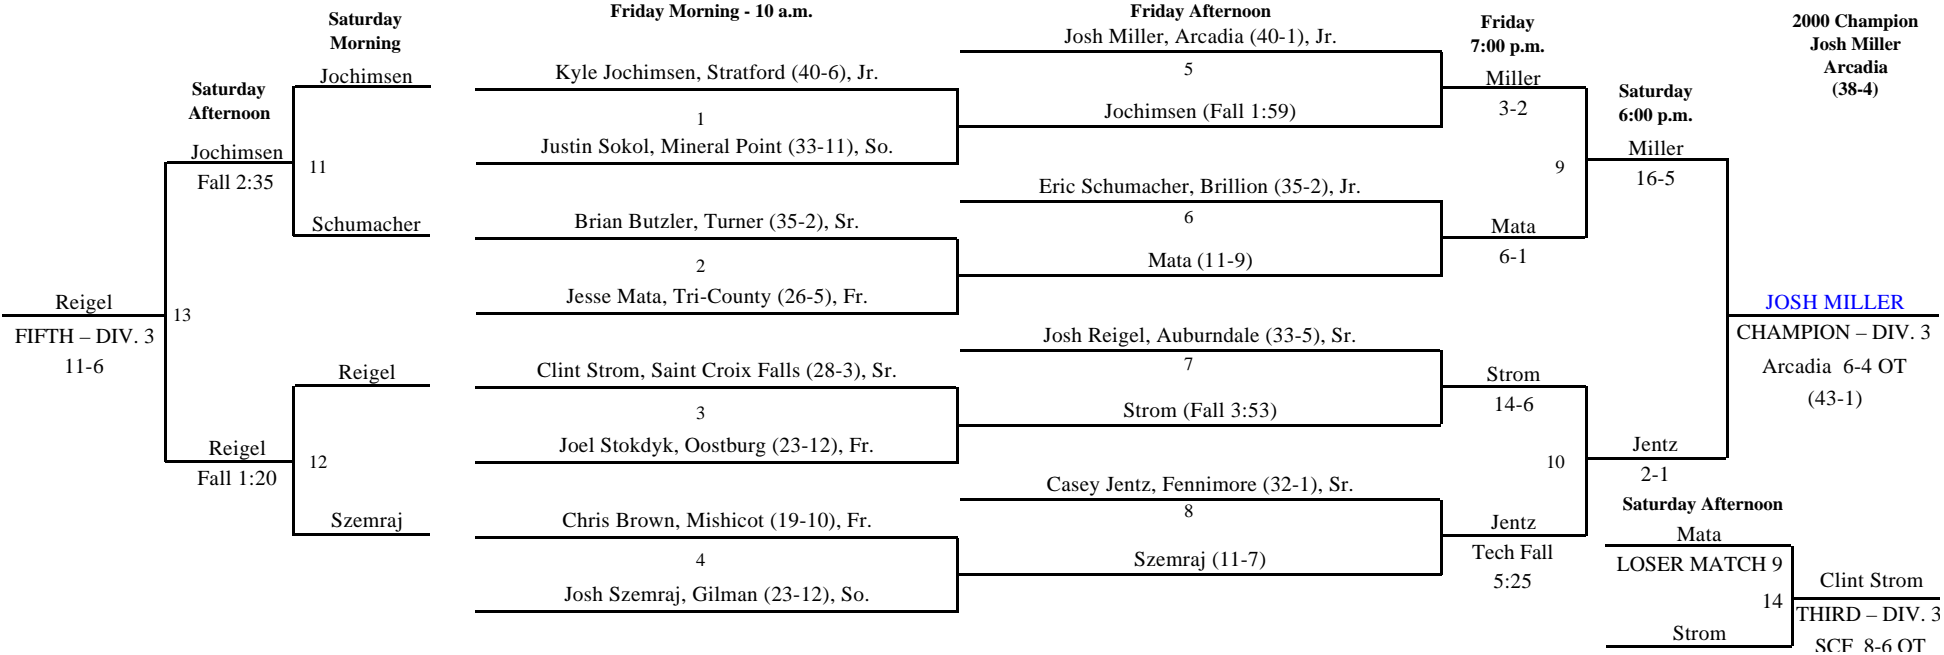 Saturday
Morning
Friday Morning - 10 a.m.
Friday Afternoon
Friday
7:00 p.m.
2000 Champion
Josh Miller
Arcadia
(38-4)
Saturday
Afternoon
Saturday
6:00 p.m.
Jochimsen
Jochimsen
Fall 2:35
11
Schumacher
Reigel
FIFTH – DIV. 3
11-6
13
Reigel
Reigel
Fall 1:20
12
Szemraj
Kyle Jochimsen, Stratford (40-6), Jr.
1
Justin Sokol, Mineral Point (33-11), So.
Brian Butzler, Turner (35-2), Sr.
2
Jesse Mata, Tri-County (26-5), Fr.
Clint Strom, Saint Croix Falls (28-3), Sr.
3
Joel Stokdyk, Oostburg (23-12), Fr.
Chris Brown, Mishicot (19-10), Fr.
4
Josh Szemraj, Gilman (23-12), So.
Josh Miller, Arcadia (40-1), Jr.
5
Jochimsen (Fall 1:59)
Eric Schumacher, Brillion (35-2), Jr.
6
Mata (11-9)
Josh Reigel, Auburndale (33-5), Sr.
7
Strom (Fall 3:53)
Casey Jentz, Fennimore (32-1), Sr.
8
Szemraj (11-7)
Miller
3-2
9
Mata
6-1
Strom
14-6
10
Jentz
Tech Fall
5:25
Miller
16-5
Jentz
2-1
JOSH MILLER
CHAMPION – DIV. 3
Arcadia 6-4 OT
(43-1)
Saturday Afternoon
Mata
LOSER MATCH 9
14
Strom
Clint Strom
THIRD – DIV. 3
SCF 8-6 OT